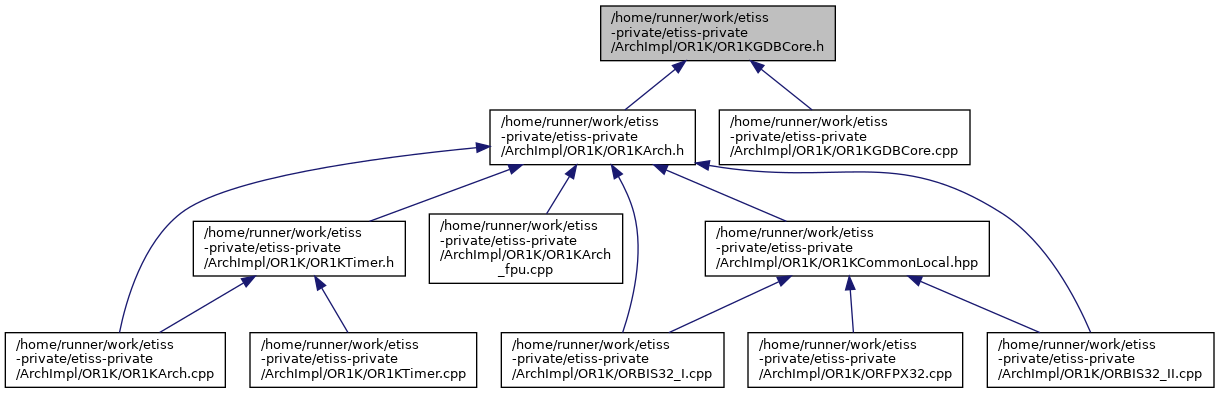 /home/runner/work/etiss
-private/etiss-private
/ArchImpl/OR1K/OR1KGDBCore.h
/home/runner/work/etiss
-private/etiss-private
/ArchImpl/OR1K/OR1KArch.h
/home/runner/work/etiss
-private/etiss-private
/ArchImpl/OR1K/OR1KGDBCore.cpp
/home/runner/work/etiss
-private/etiss-private
/ArchImpl/OR1K/OR1KTimer.h
/home/runner/work/etiss
-private/etiss-private
/ArchImpl/OR1K/OR1KArch
_fpu.cpp
/home/runner/work/etiss
-private/etiss-private
/ArchImpl/OR1K/OR1KCommonLocal.hpp
/home/runner/work/etiss
-private/etiss-private
/ArchImpl/OR1K/OR1KArch.cpp
/home/runner/work/etiss
-private/etiss-private
/ArchImpl/OR1K/OR1KTimer.cpp
/home/runner/work/etiss
-private/etiss-private
/ArchImpl/OR1K/ORBIS32_I.cpp
/home/runner/work/etiss
-private/etiss-private
/ArchImpl/OR1K/ORFPX32.cpp
/home/runner/work/etiss
-private/etiss-private
/ArchImpl/OR1K/ORBIS32_II.cpp